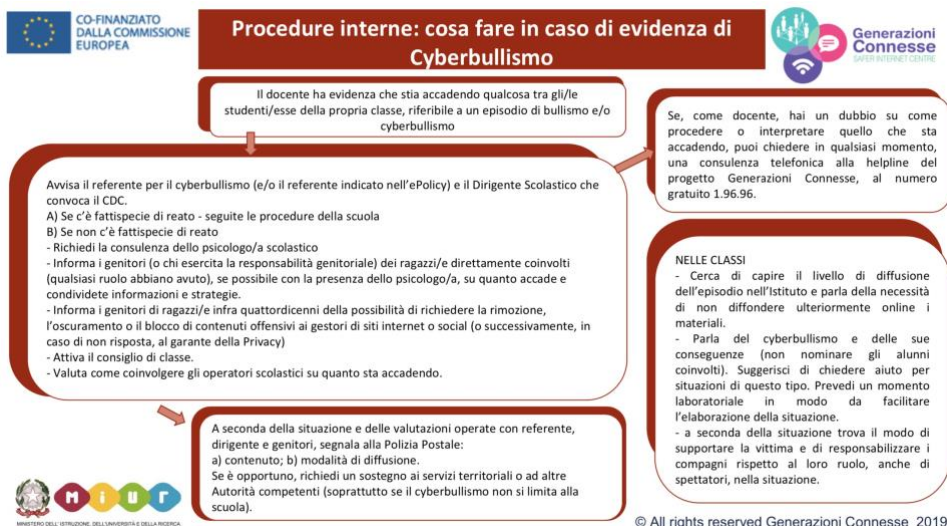 CO-FINANZIATO
DALLA COMMISSIONE
EUROPEA
Procedure interne: cosa fare in caso di evidenza di
Cyberbullismo
Generazioni
Connesse
SAFER INTERNET CENTRE
Il docente ha evidenza che stia accadendo qualcosa tra gli/le
studenti/esse della propria classe, riferibile a un episodio di bullismo e/o
cyberbullismo
Se, come docente, hai un dubbio su come
procedere o interpretare quello che sta
accadendo, puoi chiedere in qualsiasi momento,
una consulenza telefonica alla helpline del
progetto Generazioni Connesse, al numero
gratuito 1.96.96.
Avvisa il referente per il cyberbullismo (e/o il referente indicato nell'ePolicy) e il Dirigente Scolastico che
convoca il CDC.
A) Se c'è fattispecie di reato - seguite le procedure della scuola
B) Se non c'è fattispecie di reato
- Richiedi la consulenza dello psicologo/a scolastico
- Informa i genitori (o chi esercita la responsabilità genitoriale) dei ragazzi/e direttamente coinvolti
(qualsiasi ruolo abbiano avuto), se possibile con la presenza dello psicologo/a, su quanto accade e
condividete informazioni e strategie.
- Informa i genitori di ragazzi/e infra quattordicenni della possibilità di richiedere la rimozione,
l'oscuramento o il blocco di contenuti offensivi ai gestori di siti internet o social (o successivamente, in
caso di non risposta, al garante della Privacy)
- Attiva il consiglio di classe.
- Valuta come coinvolgere gli operatori scolastici su quanto sta accadendo.
NELLE CLASSI
- Cerca di capire il livello di diffusione
dell'episodio nell'Istituto e parla della necessità
di non diffondere ulteriormente online i
materiali.
- Parla del cyberbullismo e delle sue
conseguenze (non nominare gli alunni
coinvolti). Suggerisci di chiedere aiuto per
situazioni di questo tipo. Prevedi un momento
laboratoriale in modo da facilitare
l'elaborazione della situazione.
- a seconda della situazione trova il modo di
supportare la vittima e di responsabilizzare i
compagni rispetto al loro ruolo, anche di
spettatori, nella situazione.
A seconda della situazione e delle valutazioni operate con referente,
dirigente e genitori, segnala alla Polizia Postale:
a) contenuto; b) modalità di diffusione.
Se è opportuno, richiedi un sostegno ai servizi territoriali o ad altre
Autorità competenti (soprattutto se il cyberbullismo non si limita alla
scuola).
MIUR
MINISTERO DELL'ISTRUZIONE, DELL'UNIVERSITÀ E DELLA RICERCA
© All rights reserved Generazioni Connesse 2019